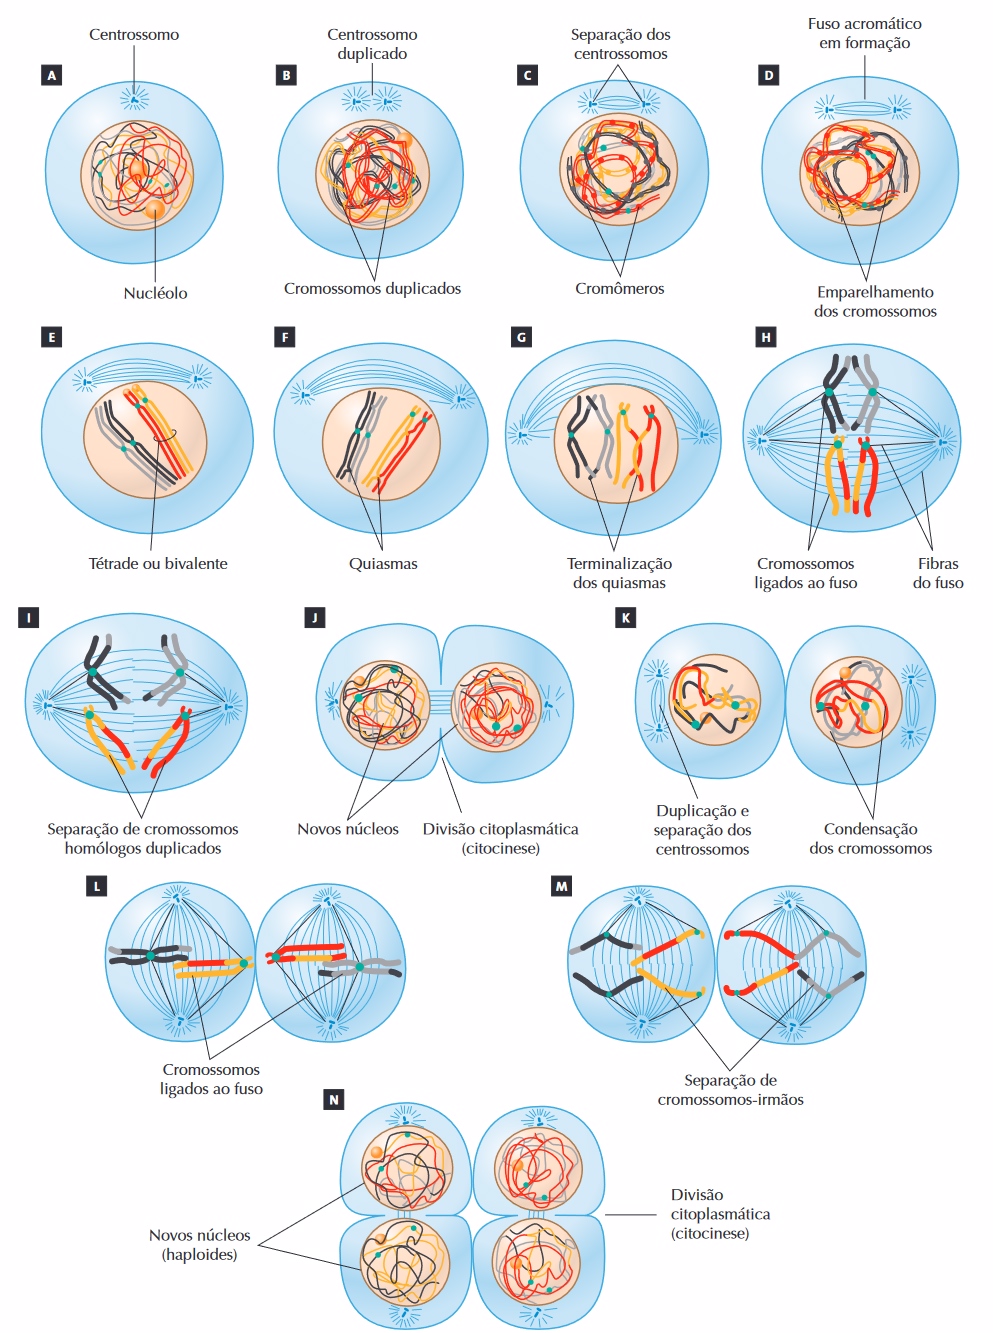 Centrossomo
Centrossomo
duplicado
Separação dos
centrossomos
Fuso acromático
em formação
A
B
C
D
Nucléolo
Cromossomos duplicados
Cromômeros
Emparelhamento
dos cromossomos
E
F
G
H
Tétrade ou bivalente
Quiasmas
Terminalização
dos quiasmas
Cromossomos
ligados ao fuso
Fibras
do fuso
I
J
K
Separação de cromossomos
homólogos duplicados
Novos núcleos
Divisão citoplasmática
(citocinese)
Duplicação e
separação dos
centrossomos
Condensação
dos cromossomos
L
M
Cromossomos
ligados ao fuso
Separação de
cromossomos-irmãos
N
Novos núcleos
(haploides)
Divisão
citoplasmática
(citocinese)